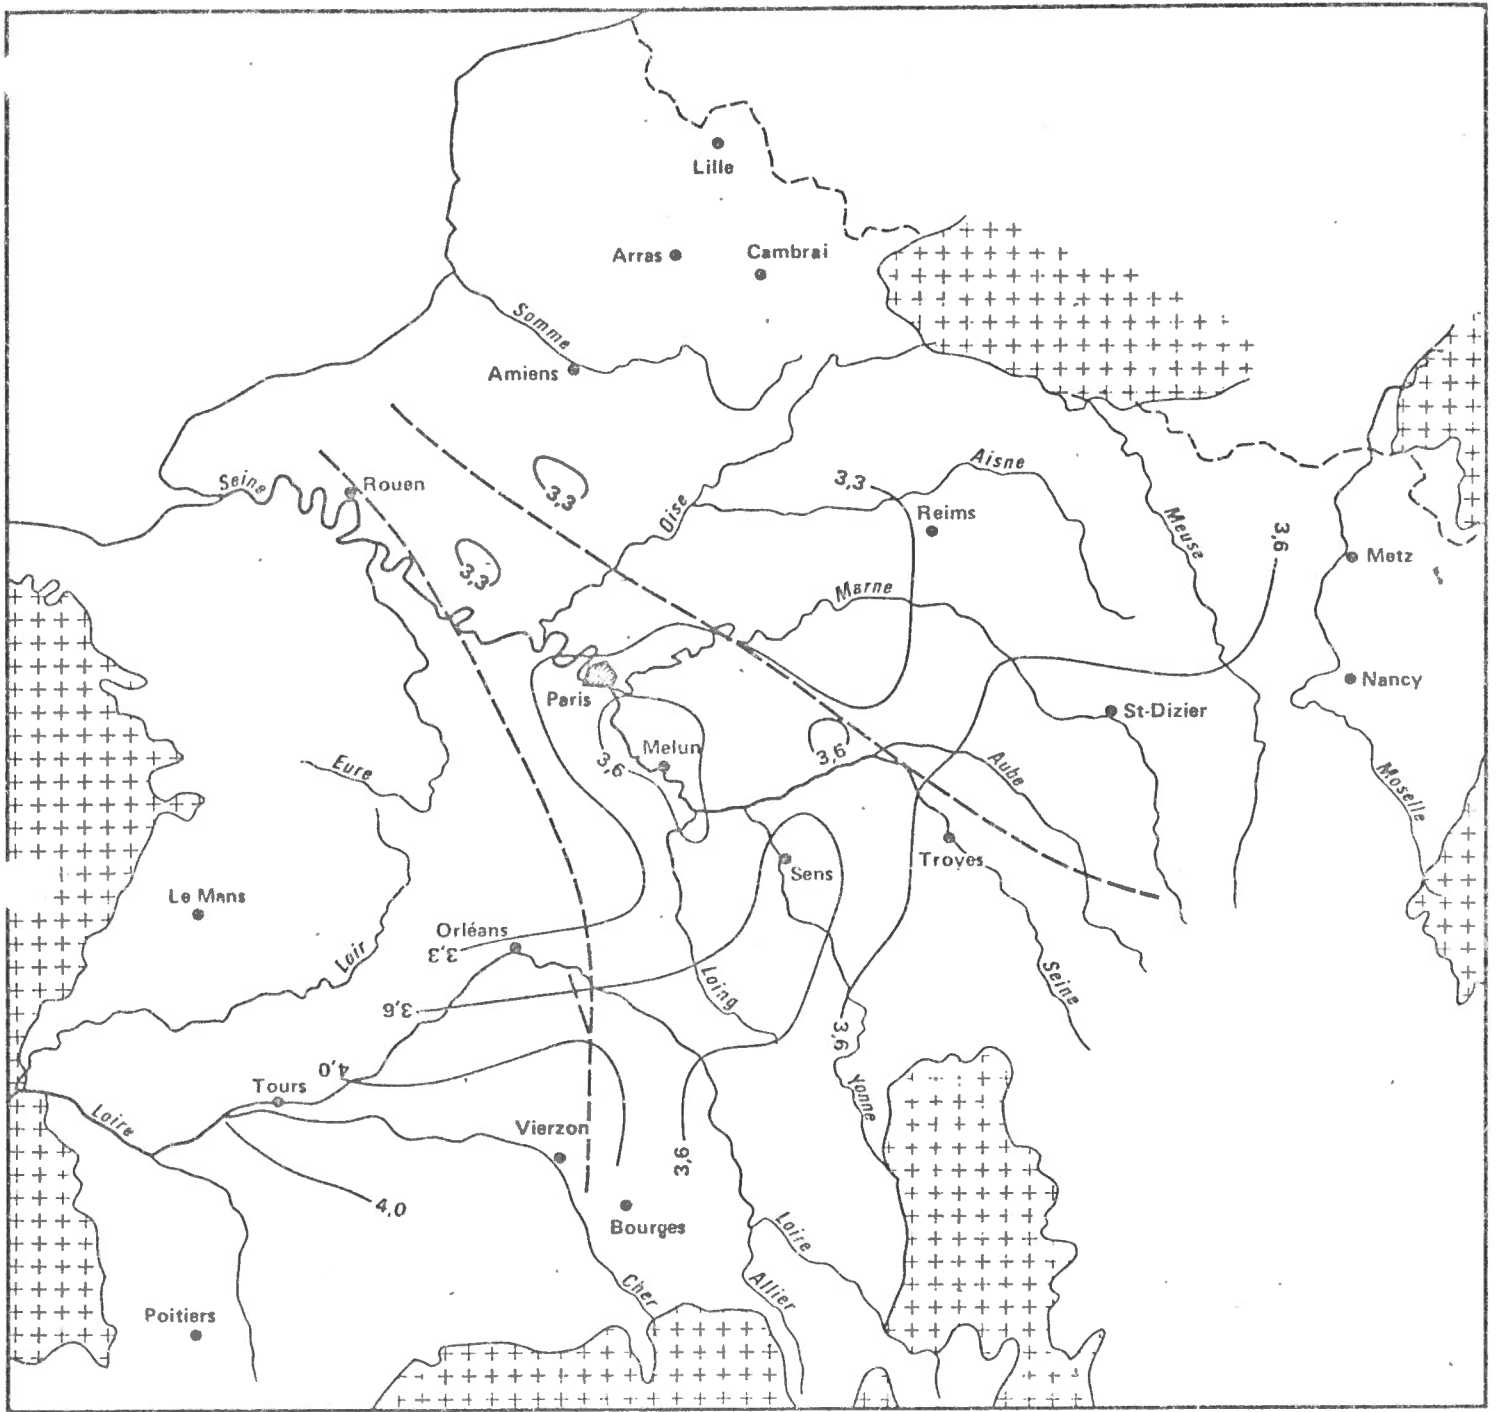 Lille
Arras
Cambrai
Somme
Amiens
Seine
Rouen
3,3
Oise
3,3
Aisne
Reims
Meuse
3,6
Metz
3,3
Marne
Paris
Nancy
St-Dizier
Melun
3,6
3,6
Aube
Eure
Moselle
Troyes
Sens
Le Mans
Orléans
3,3
Loir
Loing
Seine
3,6
3,6
4,0
Tours
Yonne
Loire
Vierzon
3,6
4,0
Bourges
Loire
Cher
Allier
Poitiers